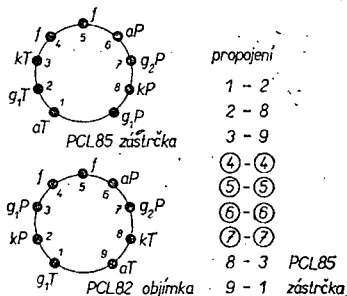 f
f
aP
5
4
6
kT
3
7
g₂P
g₁T
2
8
kP
1
aT
g₁P
PCL85 zástrčka
f
f
aP
5
4
6
g₁P
3
7
g₂P
kP
2
8
kT
1
9
g₁T
aT
PCL82 objímka
propojení
1 - 2
2 - 8
3 - 9
④-④
⑤-⑤
⑥-⑥
⑦-⑦
8 - 3 PCL85
9 - 1 zástrčka